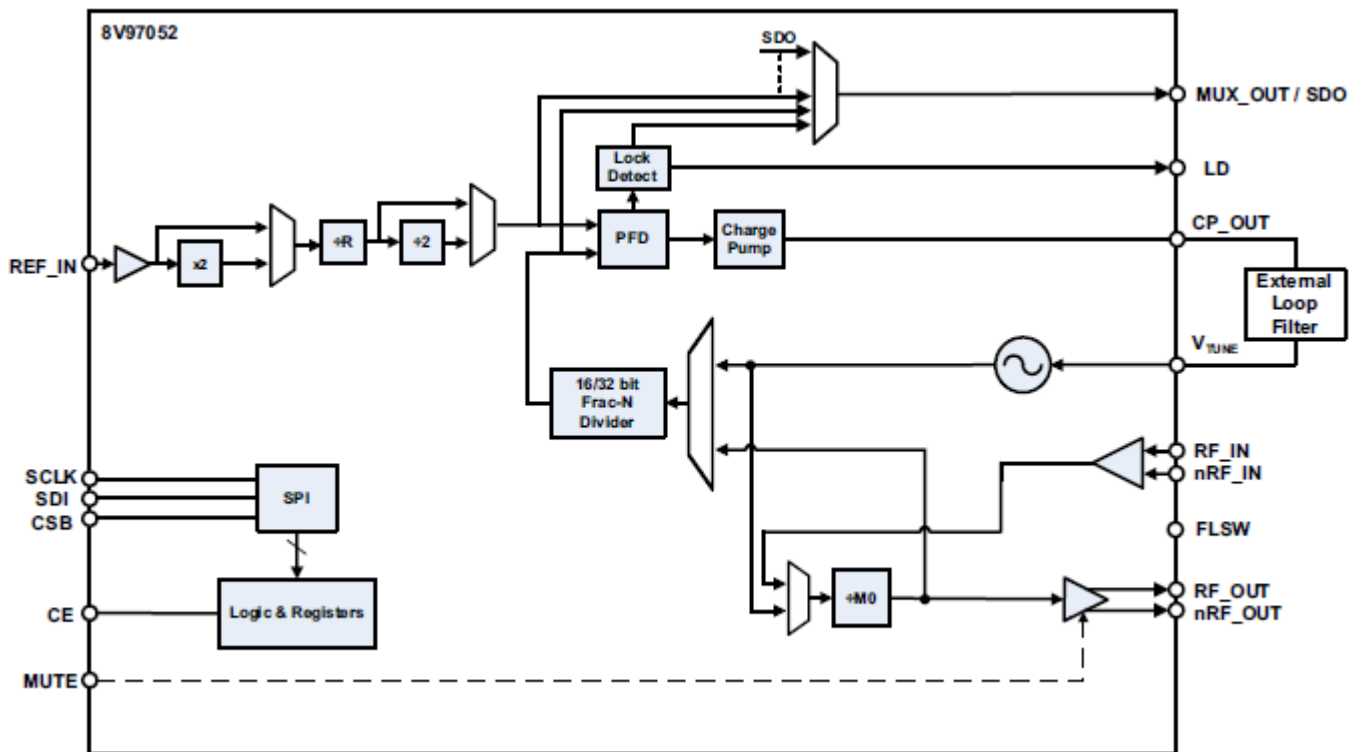 8V97052
SDO
MUX_OUT / SDO
Lock
Detect
LD
CP_OUT
REF_IN
x2
÷R
÷2
PFD
Charge
Pump
External
Loop
Filter
VTUNE
16/32 bit
Frac-N
Divider
RF_IN
nRF_IN
SCLK
SDI
CSB
SPI
FLSW
÷M0
RF_OUT
nRF_OUT
CE
Logic & Registers
MUTE